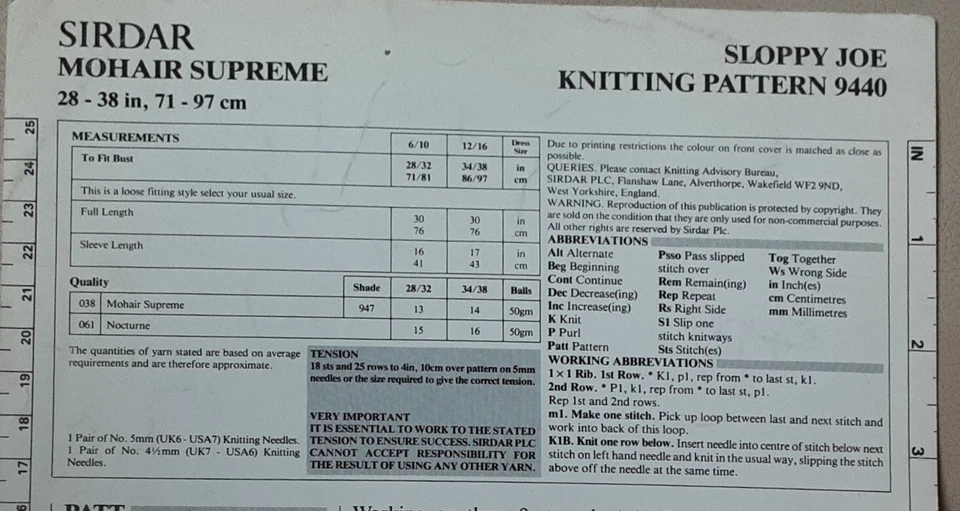 SIRDAR
MOHAIR SUPREME
28 - 38 in, 71 - 97 cm
SLOPPY JOE
KNITTING PATTERN 9440
MEASUREMENTS 6/10 12/16 Dress Size
To Fit Bust 28/32 34/38 in
71/81 86/97 cm
This is a loose fitting style select your usual size.
Full Length 30 30 in
76 76 cm
Sleeve Length 16 17 in
41 43 cm
Quality Shade 28/32 34/38 Balls
038 Mohair Supreme 947 13 14 50gm
061 Nocturne 15 16 50gm
The quantities of yarn stated are based on average
requirements and are therefore approximate.
1 Pair of No. 5mm (UK6 - USA7) Knitting Needles.
1 Pair of No. 4½mm (UK7 - USA6) Knitting
Needles.
TENSION
18 sts and 25 rows to 4in, 10cm over pattern on 5mm
needles or the size required to give the correct tension.
VERY IMPORTANT
IT IS ESSENTIAL TO WORK TO THE STATED
TENSION TO ENSURE SUCCESS. SIRDAR PLC
CANNOT ACCEPT RESPONSIBILITY FOR
THE RESULT OF USING ANY OTHER YARN.
Due to printing restrictions the colour on front cover is matched as close as
possible.
QUERIES. Please contact Knitting Advisory Bureau,
SIRDAR PLC, Flanshaw Lane, Alverthorpe, Wakefield WF2 9ND,
West Yorkshire, England.
WARNING. Reproduction of this publication is protected by copyright. They
are sold on the condition that they are only used for non-commercial purposes.
All other rights are reserved by Sirdar Plc.
ABBREVIATIONS
Alt Alternate
Beg Beginning
Cont Continue
Dec Decrease(ing)
Inc Increase(ing)
K Knit
P Purl
Patt Pattern
Psso Pass slipped
stitch over
Rem Remain(ing)
Rep Repeat
Rs Right Side
S1 Slip one
stitch knitways
Sts Stitch(es)
Tog Together
Ws Wrong Side
in Inch(es)
cm Centimetres
mm Millimetres
WORKING ABBREVIATIONS
1 × 1 Rib. 1st Row. * K1, p1, rep from * to last st, k1.
2nd Row. * P1, k1, rep from * to last st, p1.
Rep 1st and 2nd rows.
m1. Make one stitch. Pick up loop between last and next stitch and
work into back of this loop.
K1B. Knit one row below. Insert needle into centre of stitch below next
stitch on left hand needle and knit in the usual way, slipping the stitch
above off the needle at the same time.
25
24
23
22
21
20
19
18
17
IN
1
2
3